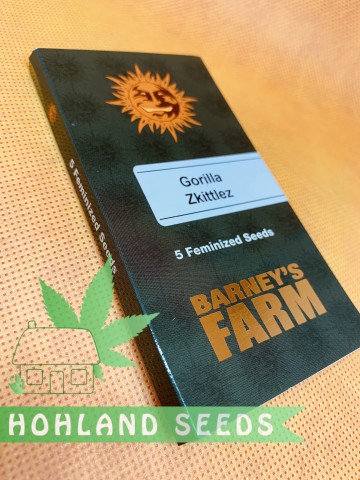 Gorilla
Zkittlez
5 Feminized Seeds
BARNEY'S
FARM
5 Feminized Seeds
HOHLAND SEEDS